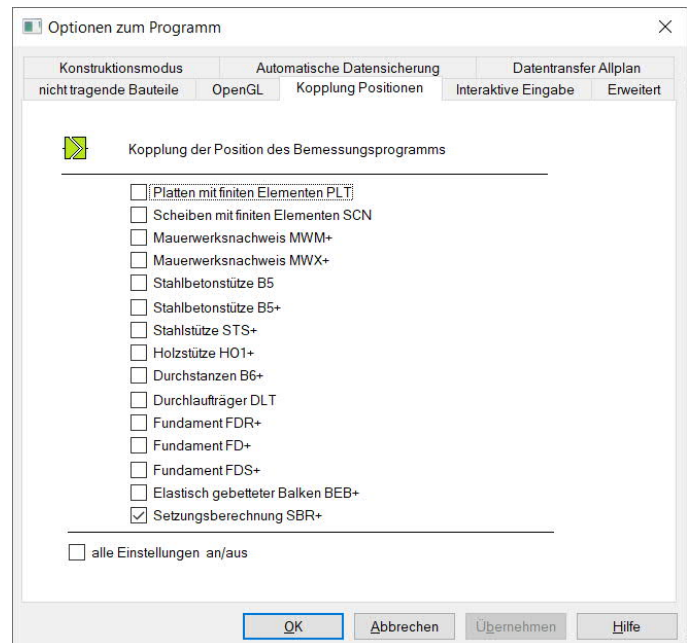 Optionen zum Programm
Konstruktionsmodus Automatische Datensicherung Datentransfer Allplan
nicht tragende Bauteile OpenGL Kopplung Positionen Interaktive Eingabe Erweitert
Kopplung der Position des Bemessungsprogramms
Platten mit finiten Elementen PLT
Scheiben mit finiten Elementen SCN
Mauerwerksnachweis MWM+
Mauerwerksnachweis MWX+
Stahlbetonstütze B5
Stahlbetonstütze B5+
Stahlstütze STS+
Holzstütze HO1+
Durchstanzen B6+
Durchlaufträger DLT
Fundament FDR+
Fundament FD+
Fundament FDS+
Elastisch gebetteter Balken BEB+
Setzungsberechnung SBR+
alle Einstellungen an/aus
OK Abbrechen Übernehmen Hilfe